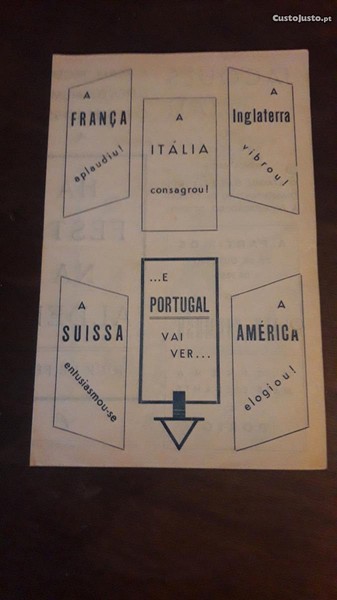 CustoJusto.pt
A
FRANÇA
aplaudiu!
A
ITÁLIA
consagrou!
A
Inglaterra
vibrou!
A
SUISSA
entusiasmou-se
...E
PORTUGAL
VAI
VER...
A
AMÉRICA
elogiou!